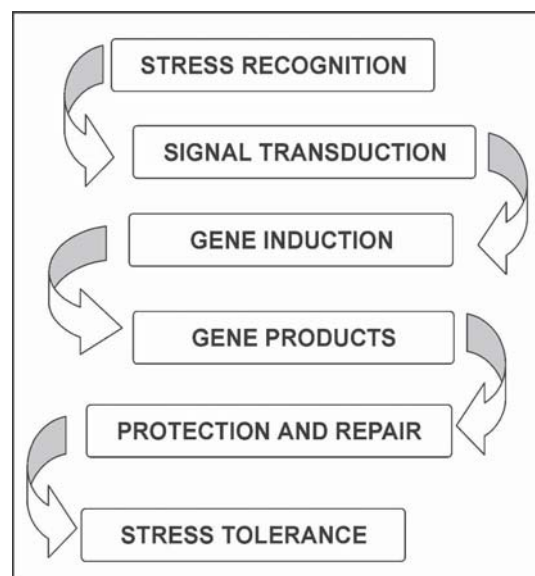 STRESS RECOGNITION
SIGNAL TRANSDUCTION
GENE INDUCTION
GENE PRODUCTS
PROTECTION AND REPAIR
STRESS TOLERANCE